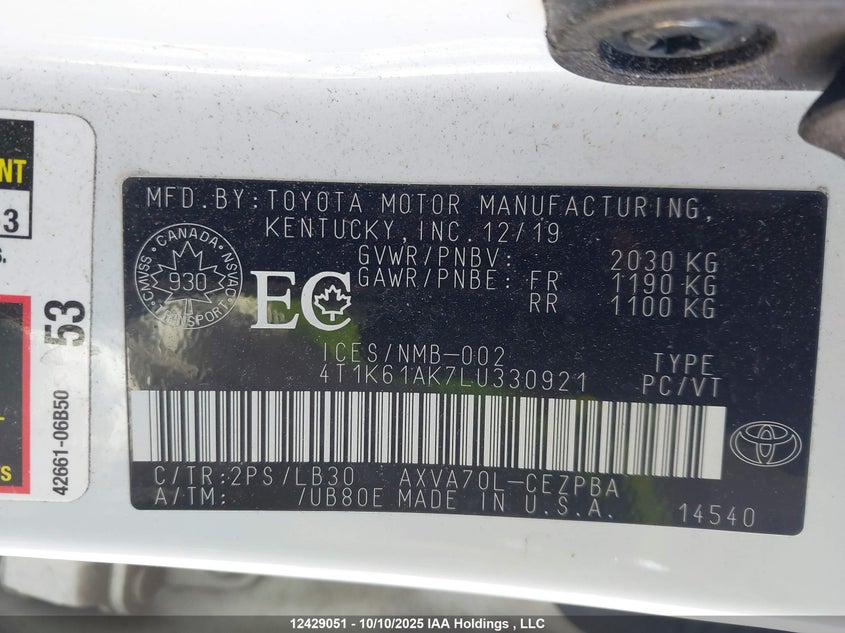 NT
3
S.
53
42661-06B50
TS
MFD.BY:TOYOTA MOTOR MANUFACTURING,
KENTUCKY,INC.12/19
GVWR/PNBV: 2030 KG
GAWR/PNBE: FR 1190 KG
RR 1100 KG
CANADA
CMVSS 930 NSVAC
TRANSPORT
EC
ICES/NMB-002
4T1K61AK7LU330921
TYPE
PC/VT
C/TR:2PS/LB30 AXVA70L-CEZPBA
A/TM: /UB80E MADE IN U.S.A.
14540
12429051 - 10/10/2025 IAA Holdings , LLC